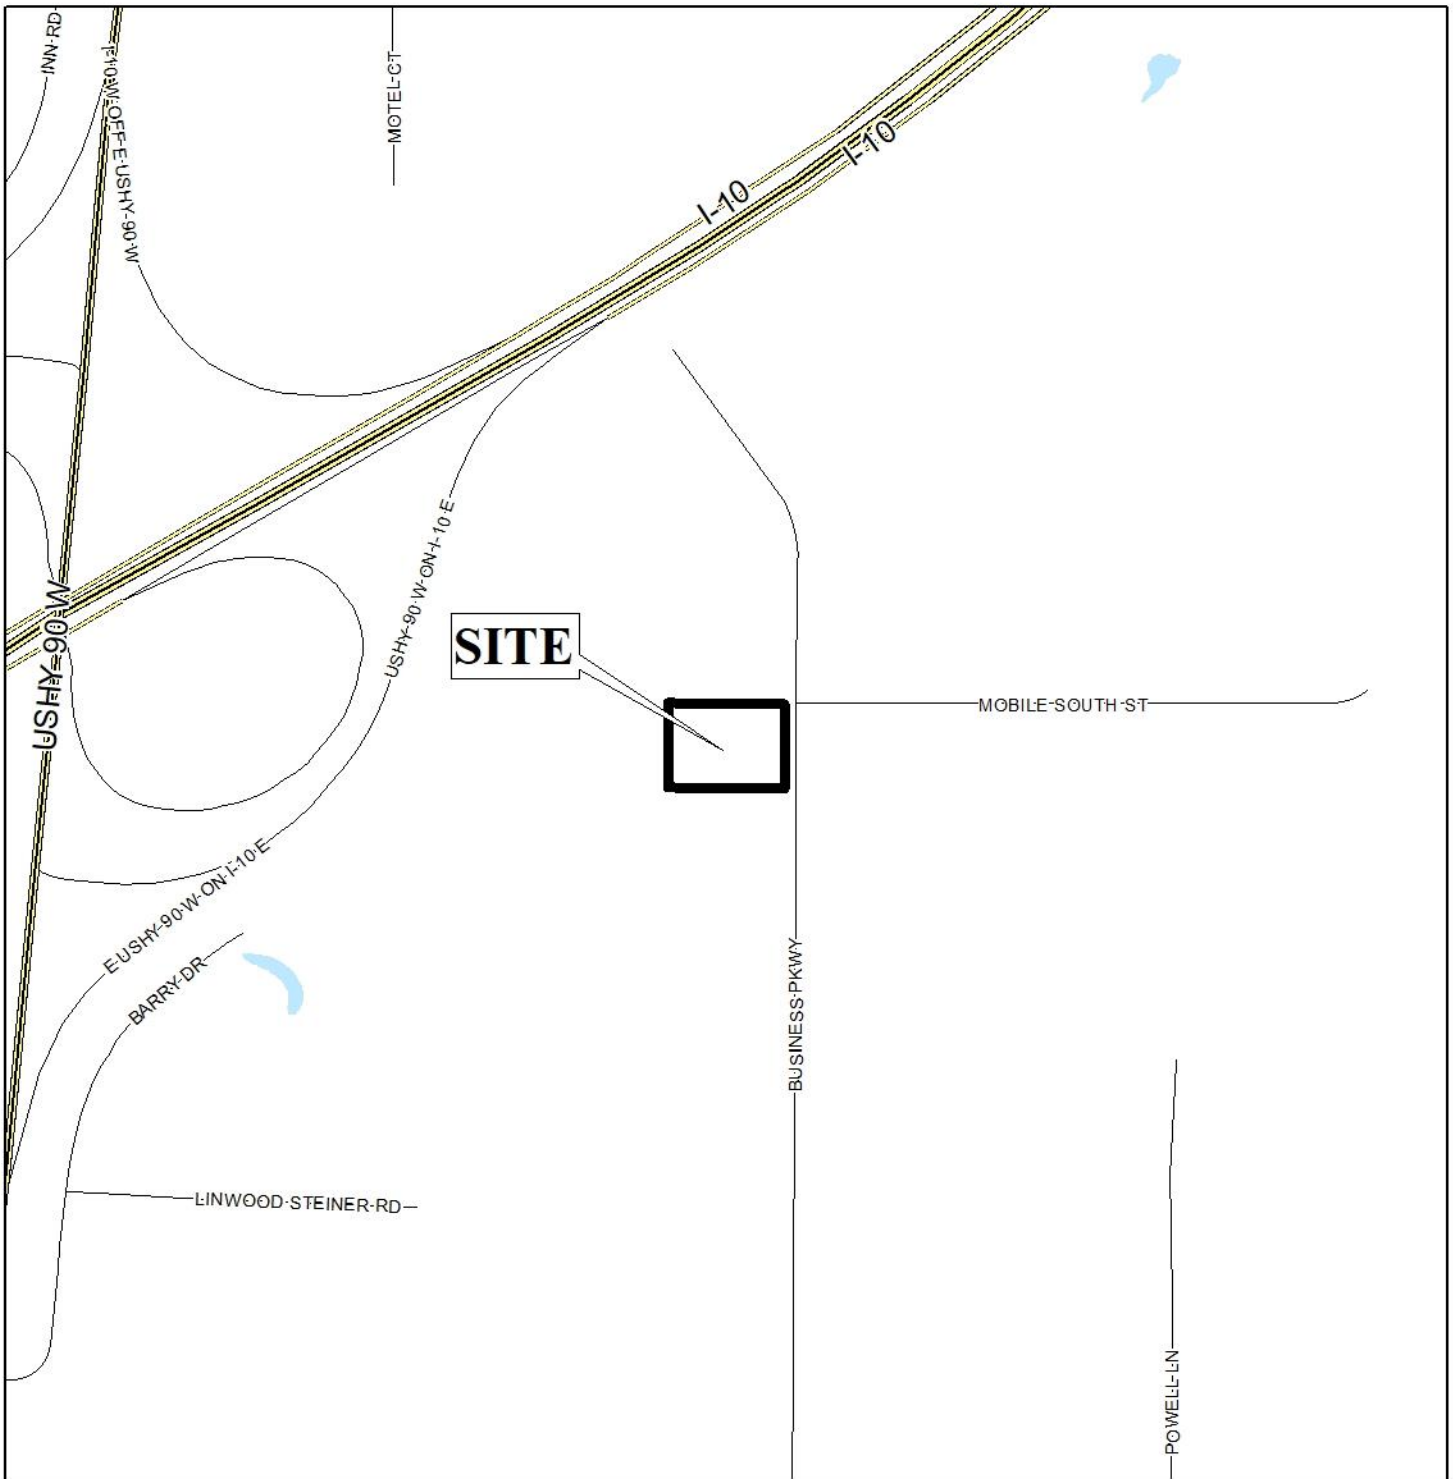 INN RD
I-10 W OFF E USHY 90 W
MOTEL CT
I-10
I-10
USHY 90 W ON I-10 E
USHY 90 W
SITE
MOBILE SOUTH ST
E USHY 90 W ON I-10 E
BARRY DR
BUSINESS PKWY
LINWOOD STEINER RD
POWELL LN